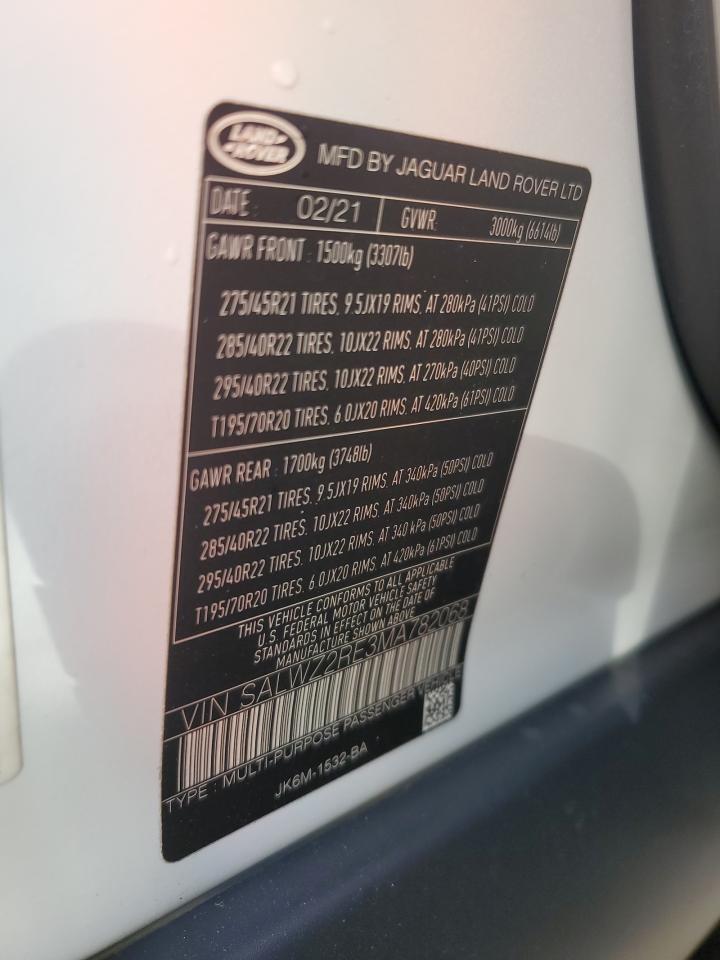 LAND ROVER
MFD BY JAGUAR LAND ROVER LTD
DATE: 02/21 GVWR: 3000kg (6614lb)
GAWR FRONT : 1500kg (3307lb)
275/45R21 TIRES, 9.5JX19 RIMS, AT 280kPa (41PSI) COLD
285/40R22 TIRES, 10JX22 RIMS, AT 280kPa (41PSI) COLD
295/40R22 TIRES, 10JX22 RIMS, AT 270kPa (40PSI) COLD
T195/70R20 TIRES, 6.0JX20 RIMS, AT 420kPa (61PSI) COLD
GAWR REAR : 1700kg (3748lb)
275/45R21 TIRES, 9.5JX19 RIMS, AT 340kPa (50PSI) COLD
285/40R22 TIRES, 10JX22 RIMS, AT 340kPa (50PSI) COLD
295/40R22 TIRES, 10JX22 RIMS, AT 340 kPa (50PSI) COLD
T195/70R20 TIRES, 6.0JX20 RIMS, AT 420kPa (61PSI) COLD
THIS VEHICLE CONFORMS TO ALL APPLICABLE
U.S. FEDERAL MOTOR VEHICLE SAFETY
STANDARDS IN EFFECT ON THE DATE OF
MANUFACTURE SHOWN ABOVE
VIN SALWZ2RE3MA782068
TYPE : MULTI-PURPOSE PASSENGER VEHICLE
JK6M-1532-BA